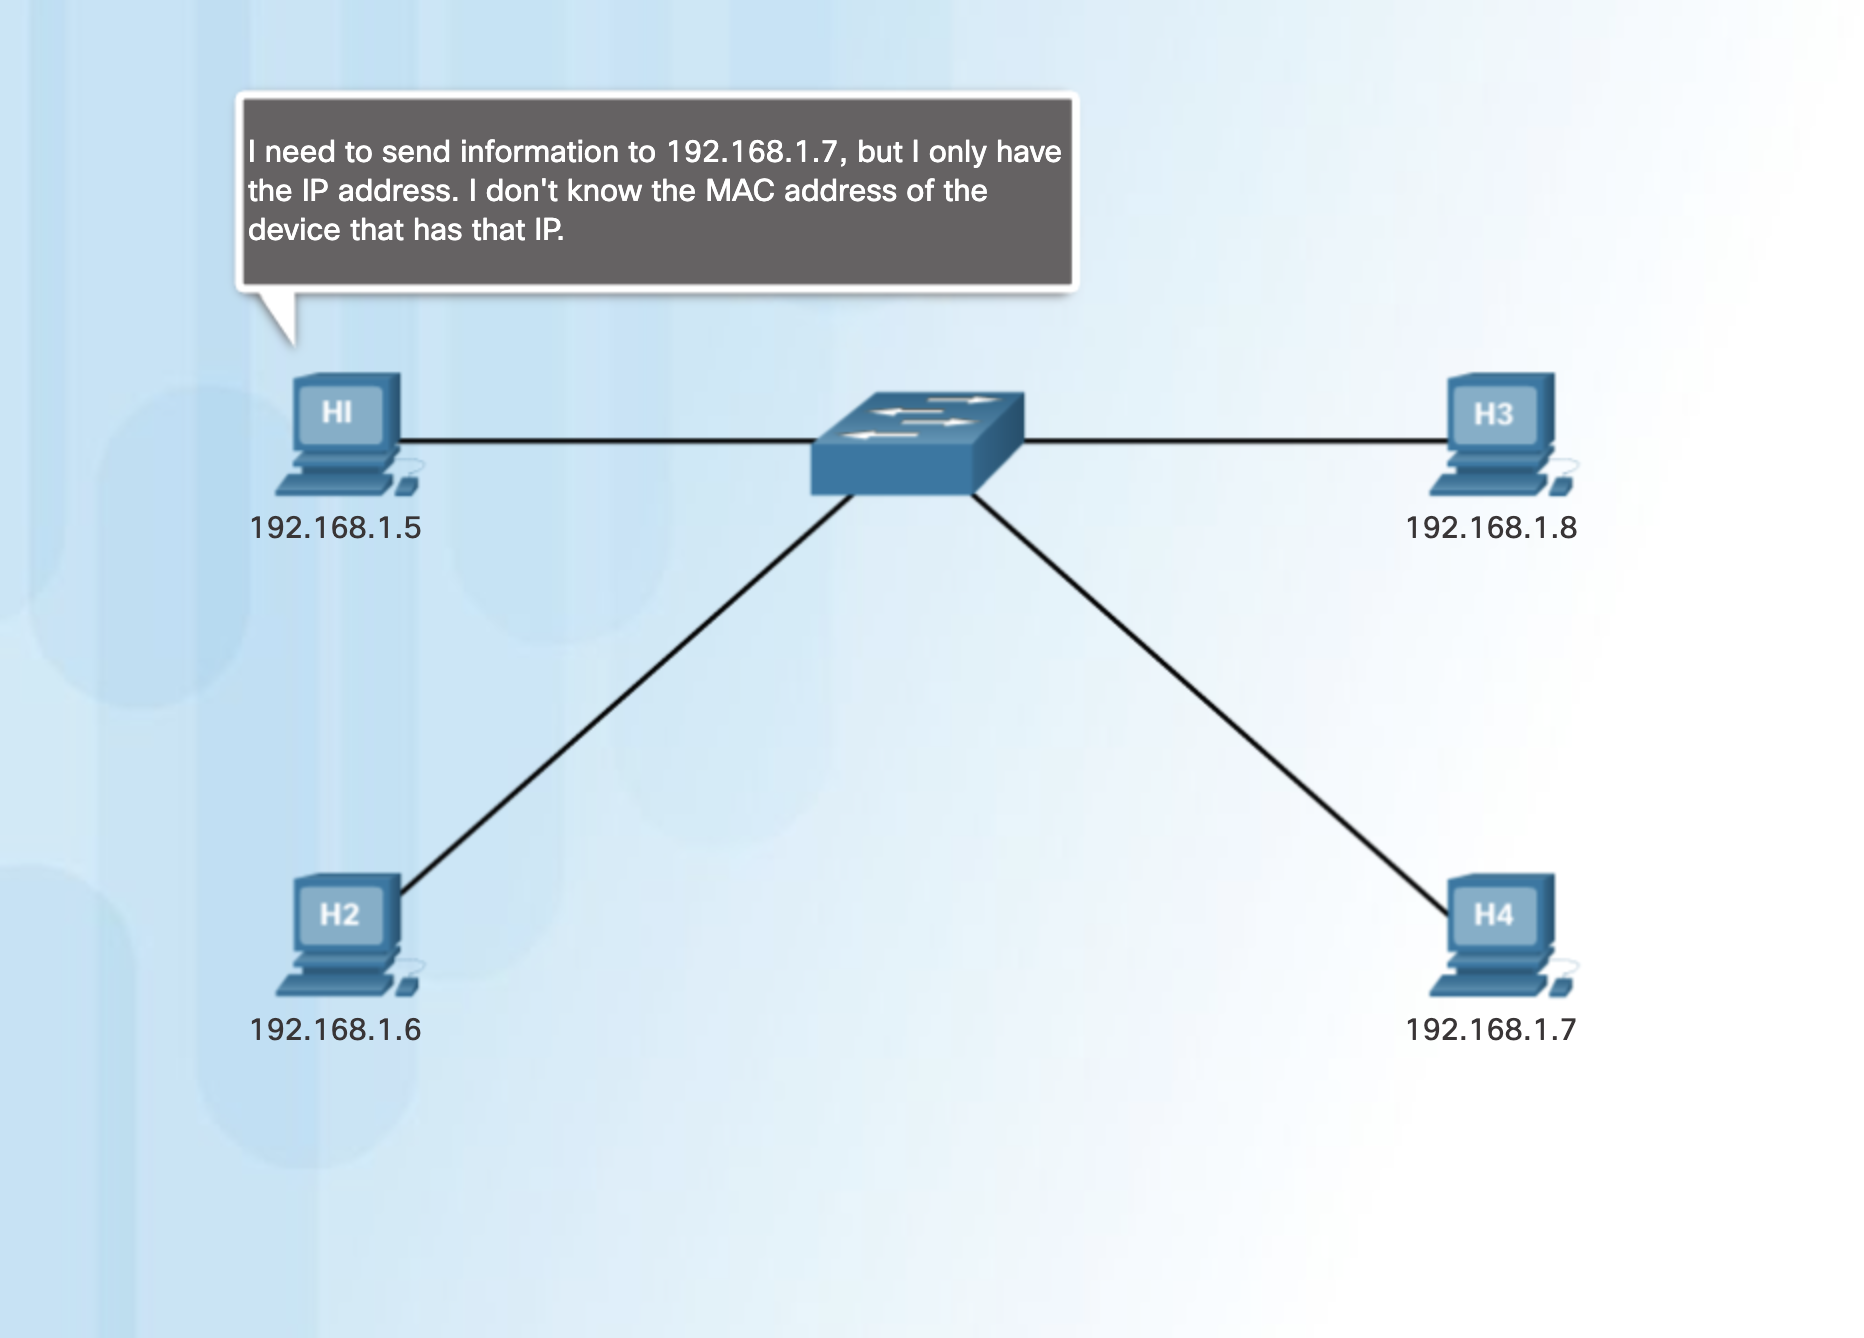 I need to send information to 192.168.1.7, but I only have
the IP address. I don't know the MAC address of the
device that has that IP.
H1
H3
192.168.1.5
192.168.1.8
H2
H4
192.168.1.6
192.168.1.7